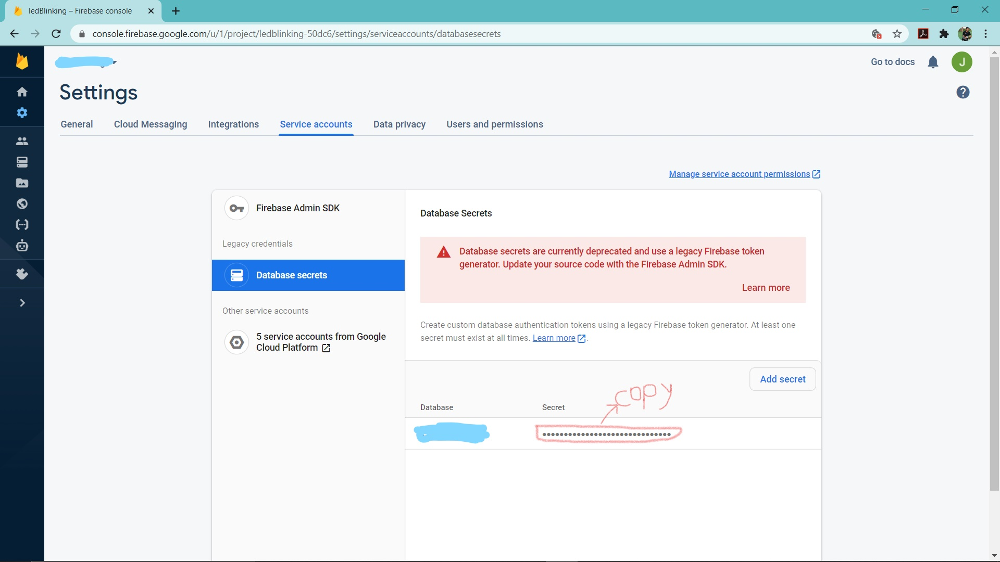 ledBlinking – Firebase console
console.firebase.google.com/u/1/project/ledblinking-50dc6/settings/serviceaccounts/databasesecrets
Go to docs
J
Settings
?
General Cloud Messaging Integrations Service accounts Data privacy Users and permissions
Manage service account permissions
Firebase Admin SDK
Legacy credentials
Database secrets
Other service accounts
5 service accounts from Google
Cloud Platform
Database Secrets
Database secrets are currently deprecated and use a legacy Firebase token
generator. Update your source code with the Firebase Admin SDK.
Learn more
Create custom database authentication tokens using a legacy Firebase token generator. At least one
secret must exist at all times. Learn more.
Add secret
copy
Database Secret
••••••••••••••••••••••••••••••